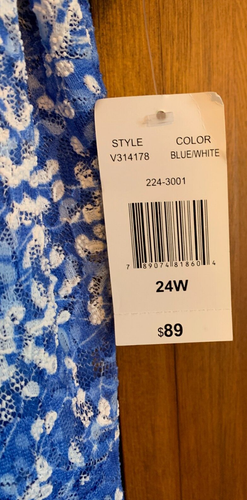 STYLE COLOR
V314178 BLUE/WHITE
224-3001
7 89074 81860 4
24W
$89